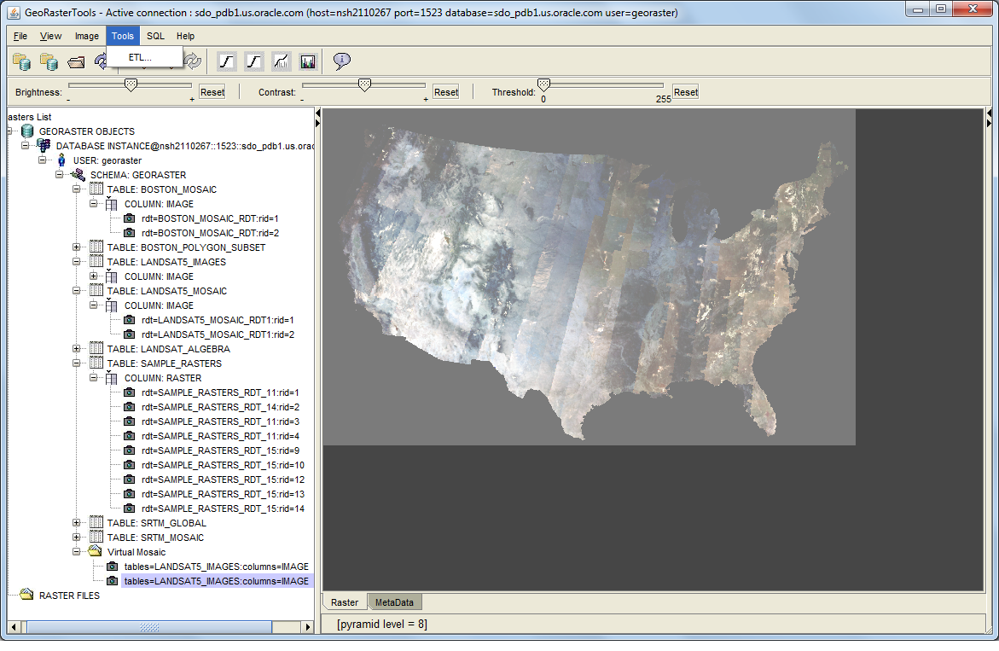 GeoRasterTools - Active connection : sdo_pdb1.us.oracle.com (host=nsh2110267 port=1523 database=sdo_pdb1.us.oracle.com user=georaster)
File View Image Tools SQL Help
ETL...
Brightness: - + Reset Contrast: - + Reset Threshold: 0 255 Reset
asters List
GEORASTER OBJECTS
DATABASE INSTANCE@nsh2110267::1523::sdo_pdb1.us.orac
USER: georaster
SCHEMA: GEORASTER
TABLE: BOSTON_MOSAIC
COLUMN: IMAGE
rdt=BOSTON_MOSAIC_RDT:rid=1
rdt=BOSTON_MOSAIC_RDT:rid=2
TABLE: BOSTON_POLYGON_SUBSET
TABLE: LANDSAT5_IMAGES
COLUMN: IMAGE
TABLE: LANDSAT5_MOSAIC
COLUMN: IMAGE
rdt=LANDSAT5_MOSAIC_RDT1:rid=1
rdt=LANDSAT5_MOSAIC_RDT1:rid=2
TABLE: LANDSAT_ALGEBRA
TABLE: SAMPLE_RASTERS
COLUMN: RASTER
rdt=SAMPLE_RASTERS_RDT_11:rid=1
rdt=SAMPLE_RASTERS_RDT_14:rid=2
rdt=SAMPLE_RASTERS_RDT_11:rid=3
rdt=SAMPLE_RASTERS_RDT_11:rid=4
rdt=SAMPLE_RASTERS_RDT_15:rid=9
rdt=SAMPLE_RASTERS_RDT_15:rid=10
rdt=SAMPLE_RASTERS_RDT_15:rid=12
rdt=SAMPLE_RASTERS_RDT_15:rid=13
rdt=SAMPLE_RASTERS_RDT_15:rid=14
TABLE: SRTM_GLOBAL
TABLE: SRTM_MOSAIC
Virtual Mosaic
tables=LANDSAT5_IMAGES:columns=IMAGE
tables=LANDSAT5_IMAGES:columns=IMAGE
RASTER FILES
Raster MetaData
[pyramid level = 8]